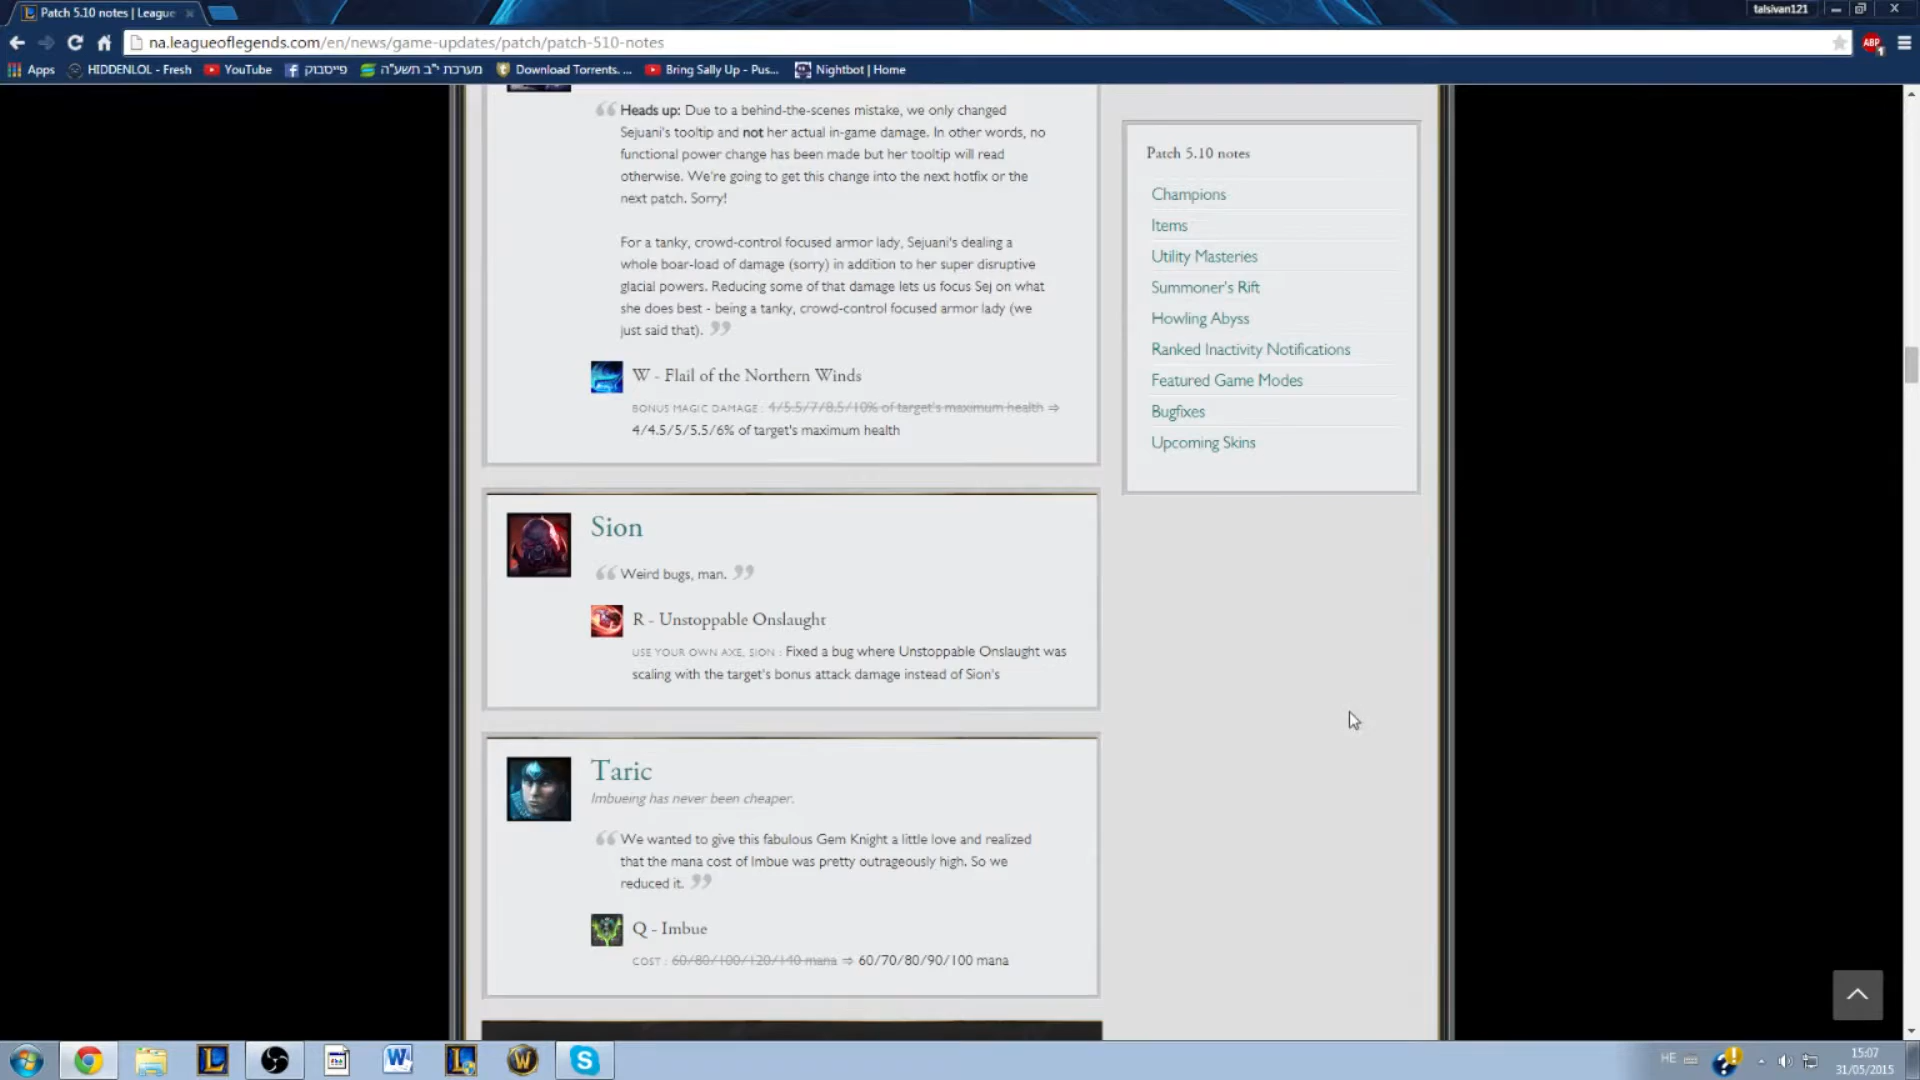 Patch 5.10 notes | League
talsivan121
na.leagueoflegends.com/en/news/game-updates/patch/patch-510-notes
ABP
Apps
HIDDENLOL - Fresh
YouTube
פייסבוק
מערכת י"ב תשע"ה
Download Torrents. ...
Bring Sally Up - Pus...
Nightbot | Home
Heads up: Due to a behind-the-scenes mistake, we only changed
Sejuani's tooltip and not her actual in-game damage. In other words, no
functional power change has been made but her tooltip will read
otherwise. We're going to get this change into the next hotfix or the
next patch. Sorry!
For a tanky, crowd-control focused armor lady, Sejuani's dealing a
whole boar-load of damage (sorry) in addition to her super disruptive
glacial powers. Reducing some of that damage lets us focus Sej on what
she does best - being a tanky, crowd-control focused armor lady (we
just said that).
W - Flail of the Northern Winds
BONUS MAGIC DAMAGE : 4/5.5/7/8.5/10% of target's maximum health ⇒
4/4.5/5/5.5/6% of target's maximum health
Sion
Weird bugs, man.
R - Unstoppable Onslaught
USE YOUR OWN AXE, SION : Fixed a bug where Unstoppable Onslaught was
scaling with the target's bonus attack damage instead of Sion's
Taric
Imbueing has never been cheaper.
We wanted to give this fabulous Gem Knight a little love and realized
that the mana cost of Imbue was pretty outrageously high. So we
reduced it.
Q - Imbue
COST : 60/80/100/120/140 mana ⇒ 60/70/80/90/100 mana
Patch 5.10 notes
Champions
Items
Utility Masteries
Summoner's Rift
Howling Abyss
Ranked Inactivity Notifications
Featured Game Modes
Bugfixes
Upcoming Skins
HE
15:07
31/05/2015